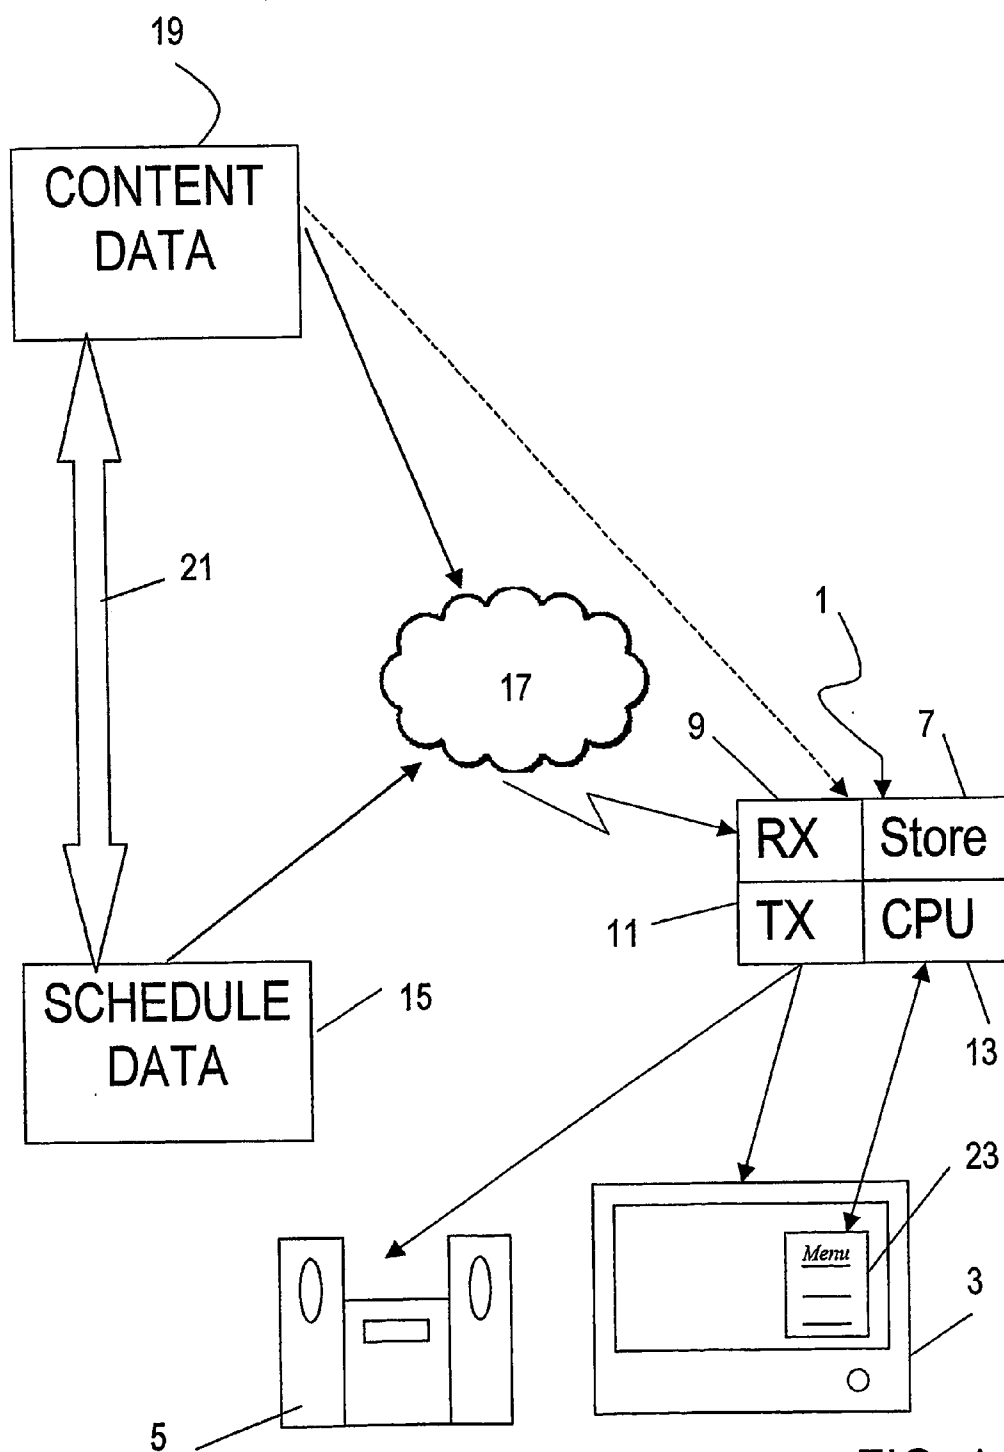 19
CONTENT
DATA
21
17
1
9
7
RX
Store
11
TX
CPU
SCHEDULE
DATA
15
13
23
Menu
3
5